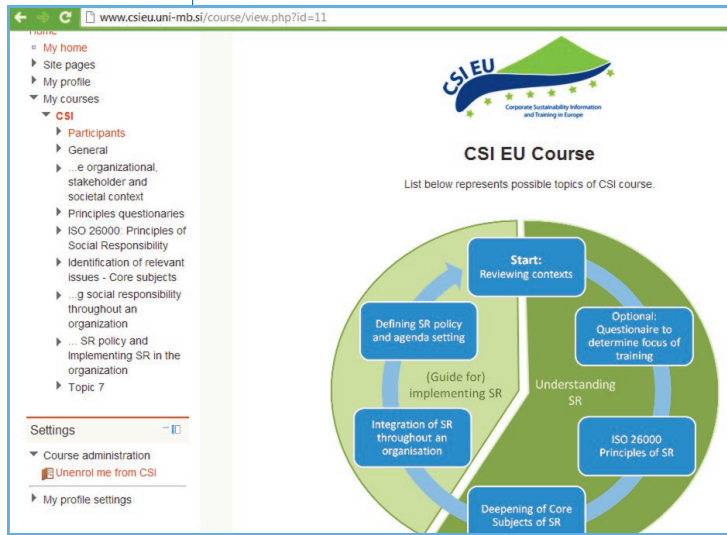 www.csieu.uni-mb.si/course/view.php?id=11
Home
My home
Site pages
My profile
My courses
CSI
Participants
General
...e organizational,
stakeholder and
societal context
Principles questionaries
ISO 26000: Principles of
Social Responsibility
Identification of relevant
issues - Core subjects
...g social responsibility
throughout an
organization
... SR policy and
Implementing SR in the
organization
Topic 7
Settings
Course administration
Unenrol me from CSI
My profile settings
CSI EU
Corporate Sustainability Information
and Training in Europe
CSI EU Course
List below represents possible topics of CSI course.
Start:
Reviewing contexts
Optional:
Questionaire to
determine focus of
training
Understanding
SR
ISO 26000
Principles of SR
Deepening of Core
Subjects of SR
Integration of SR
throughout an
organisation
(Guide for)
implementing SR
Defining SR policy
and agenda setting